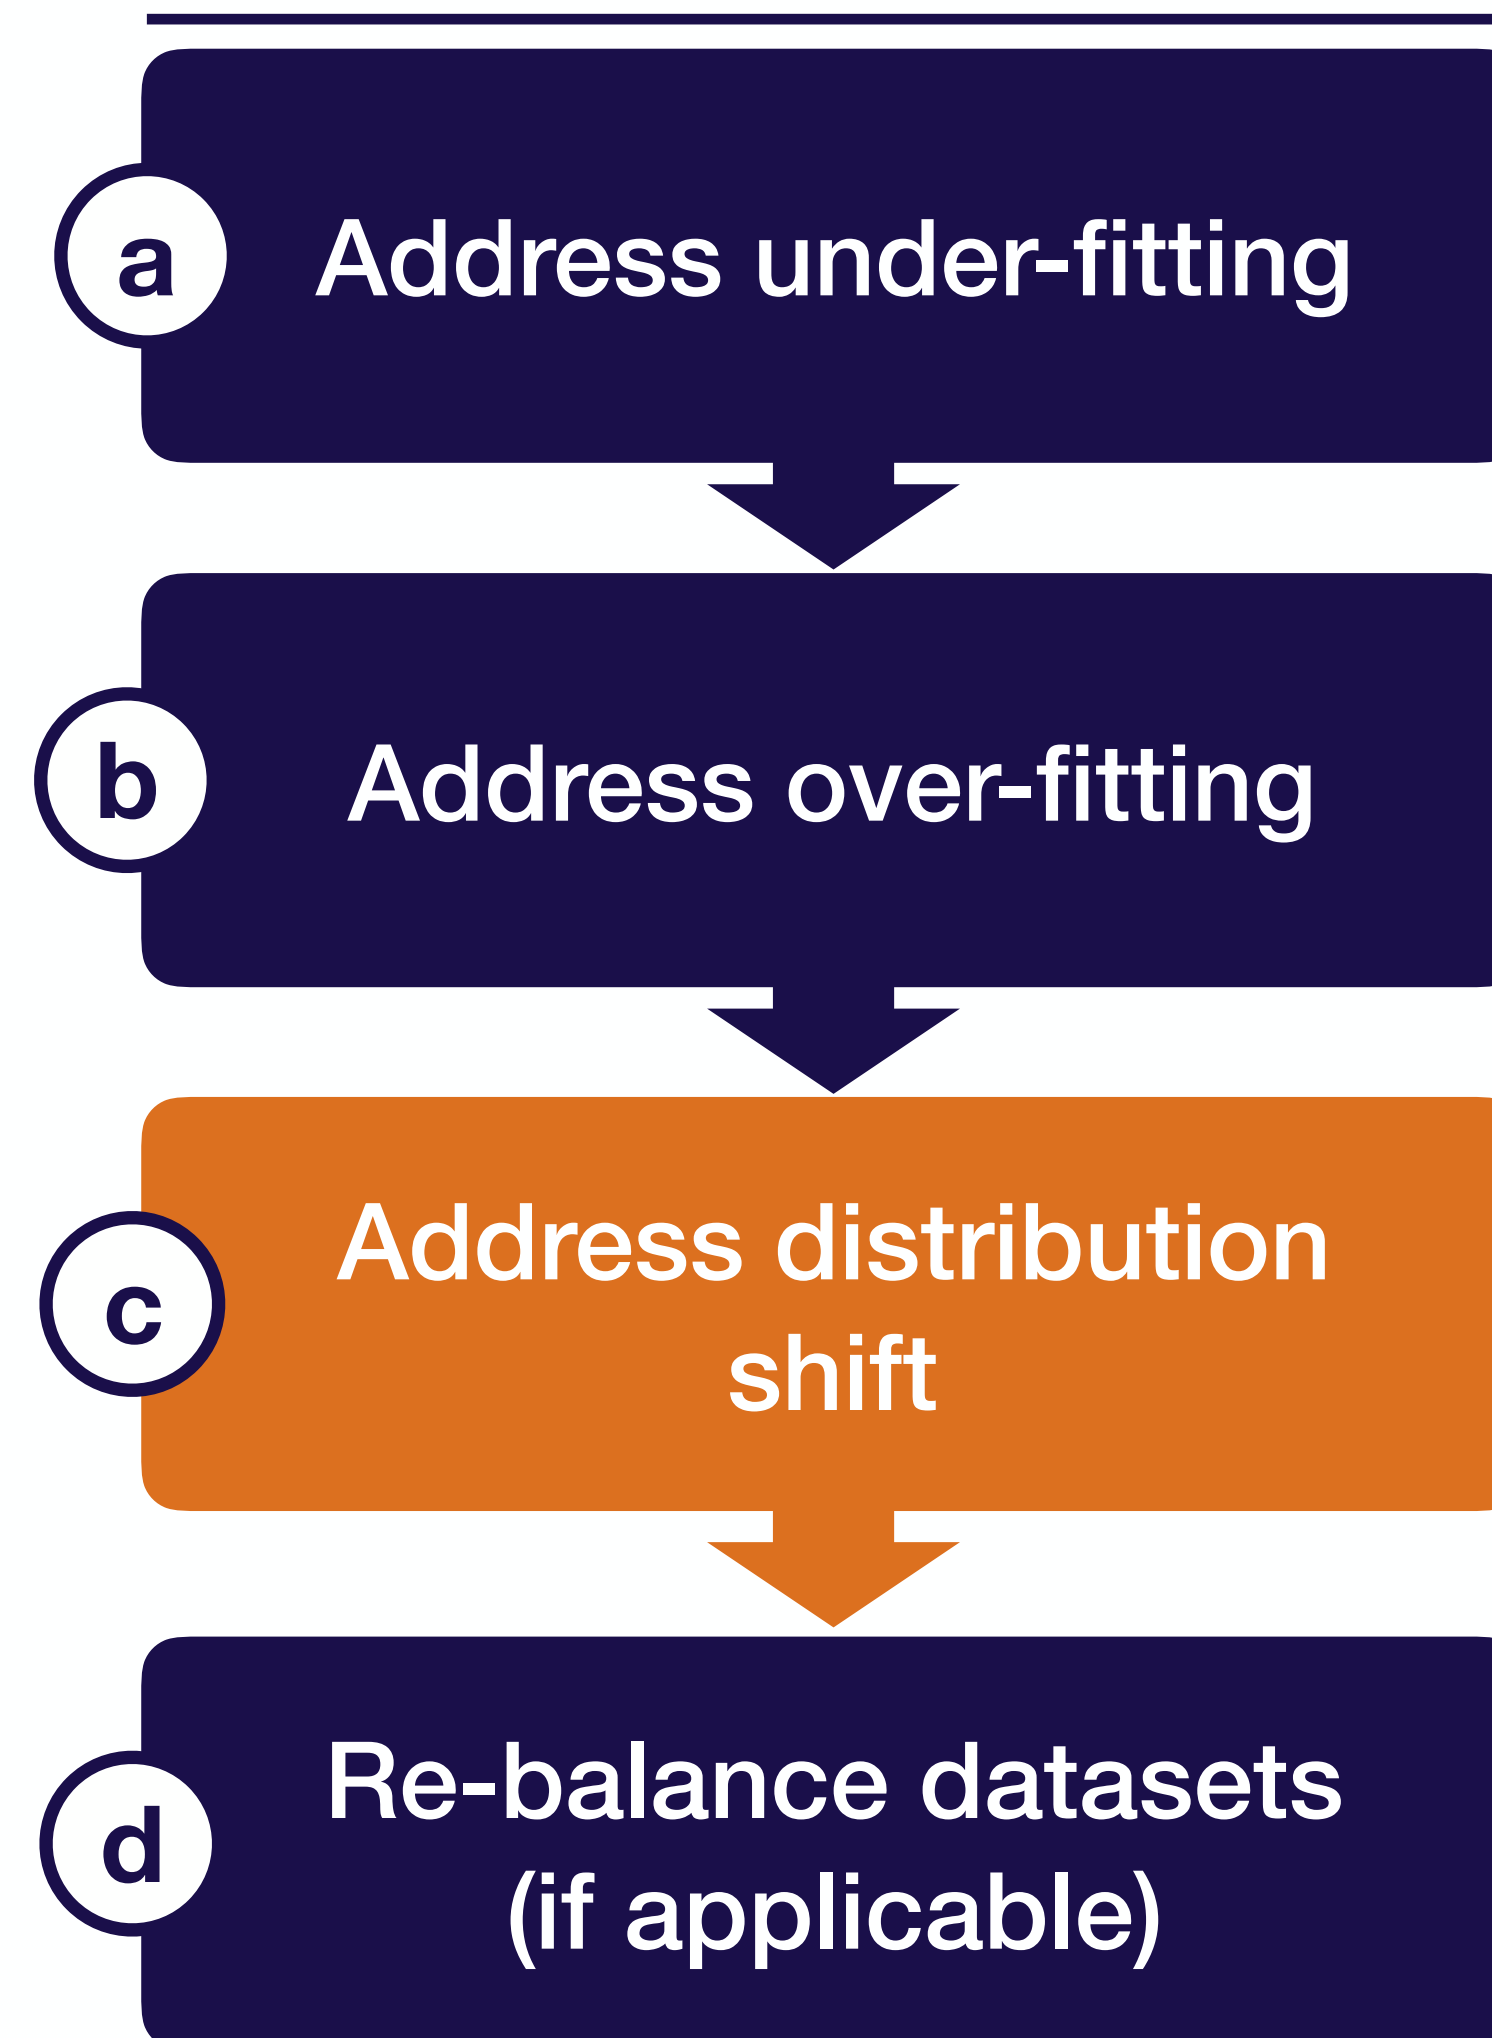 a
Address under-fitting
b
Address over-fitting
c
Address distribution
shift
d
Re-balance datasets
(if applicable)